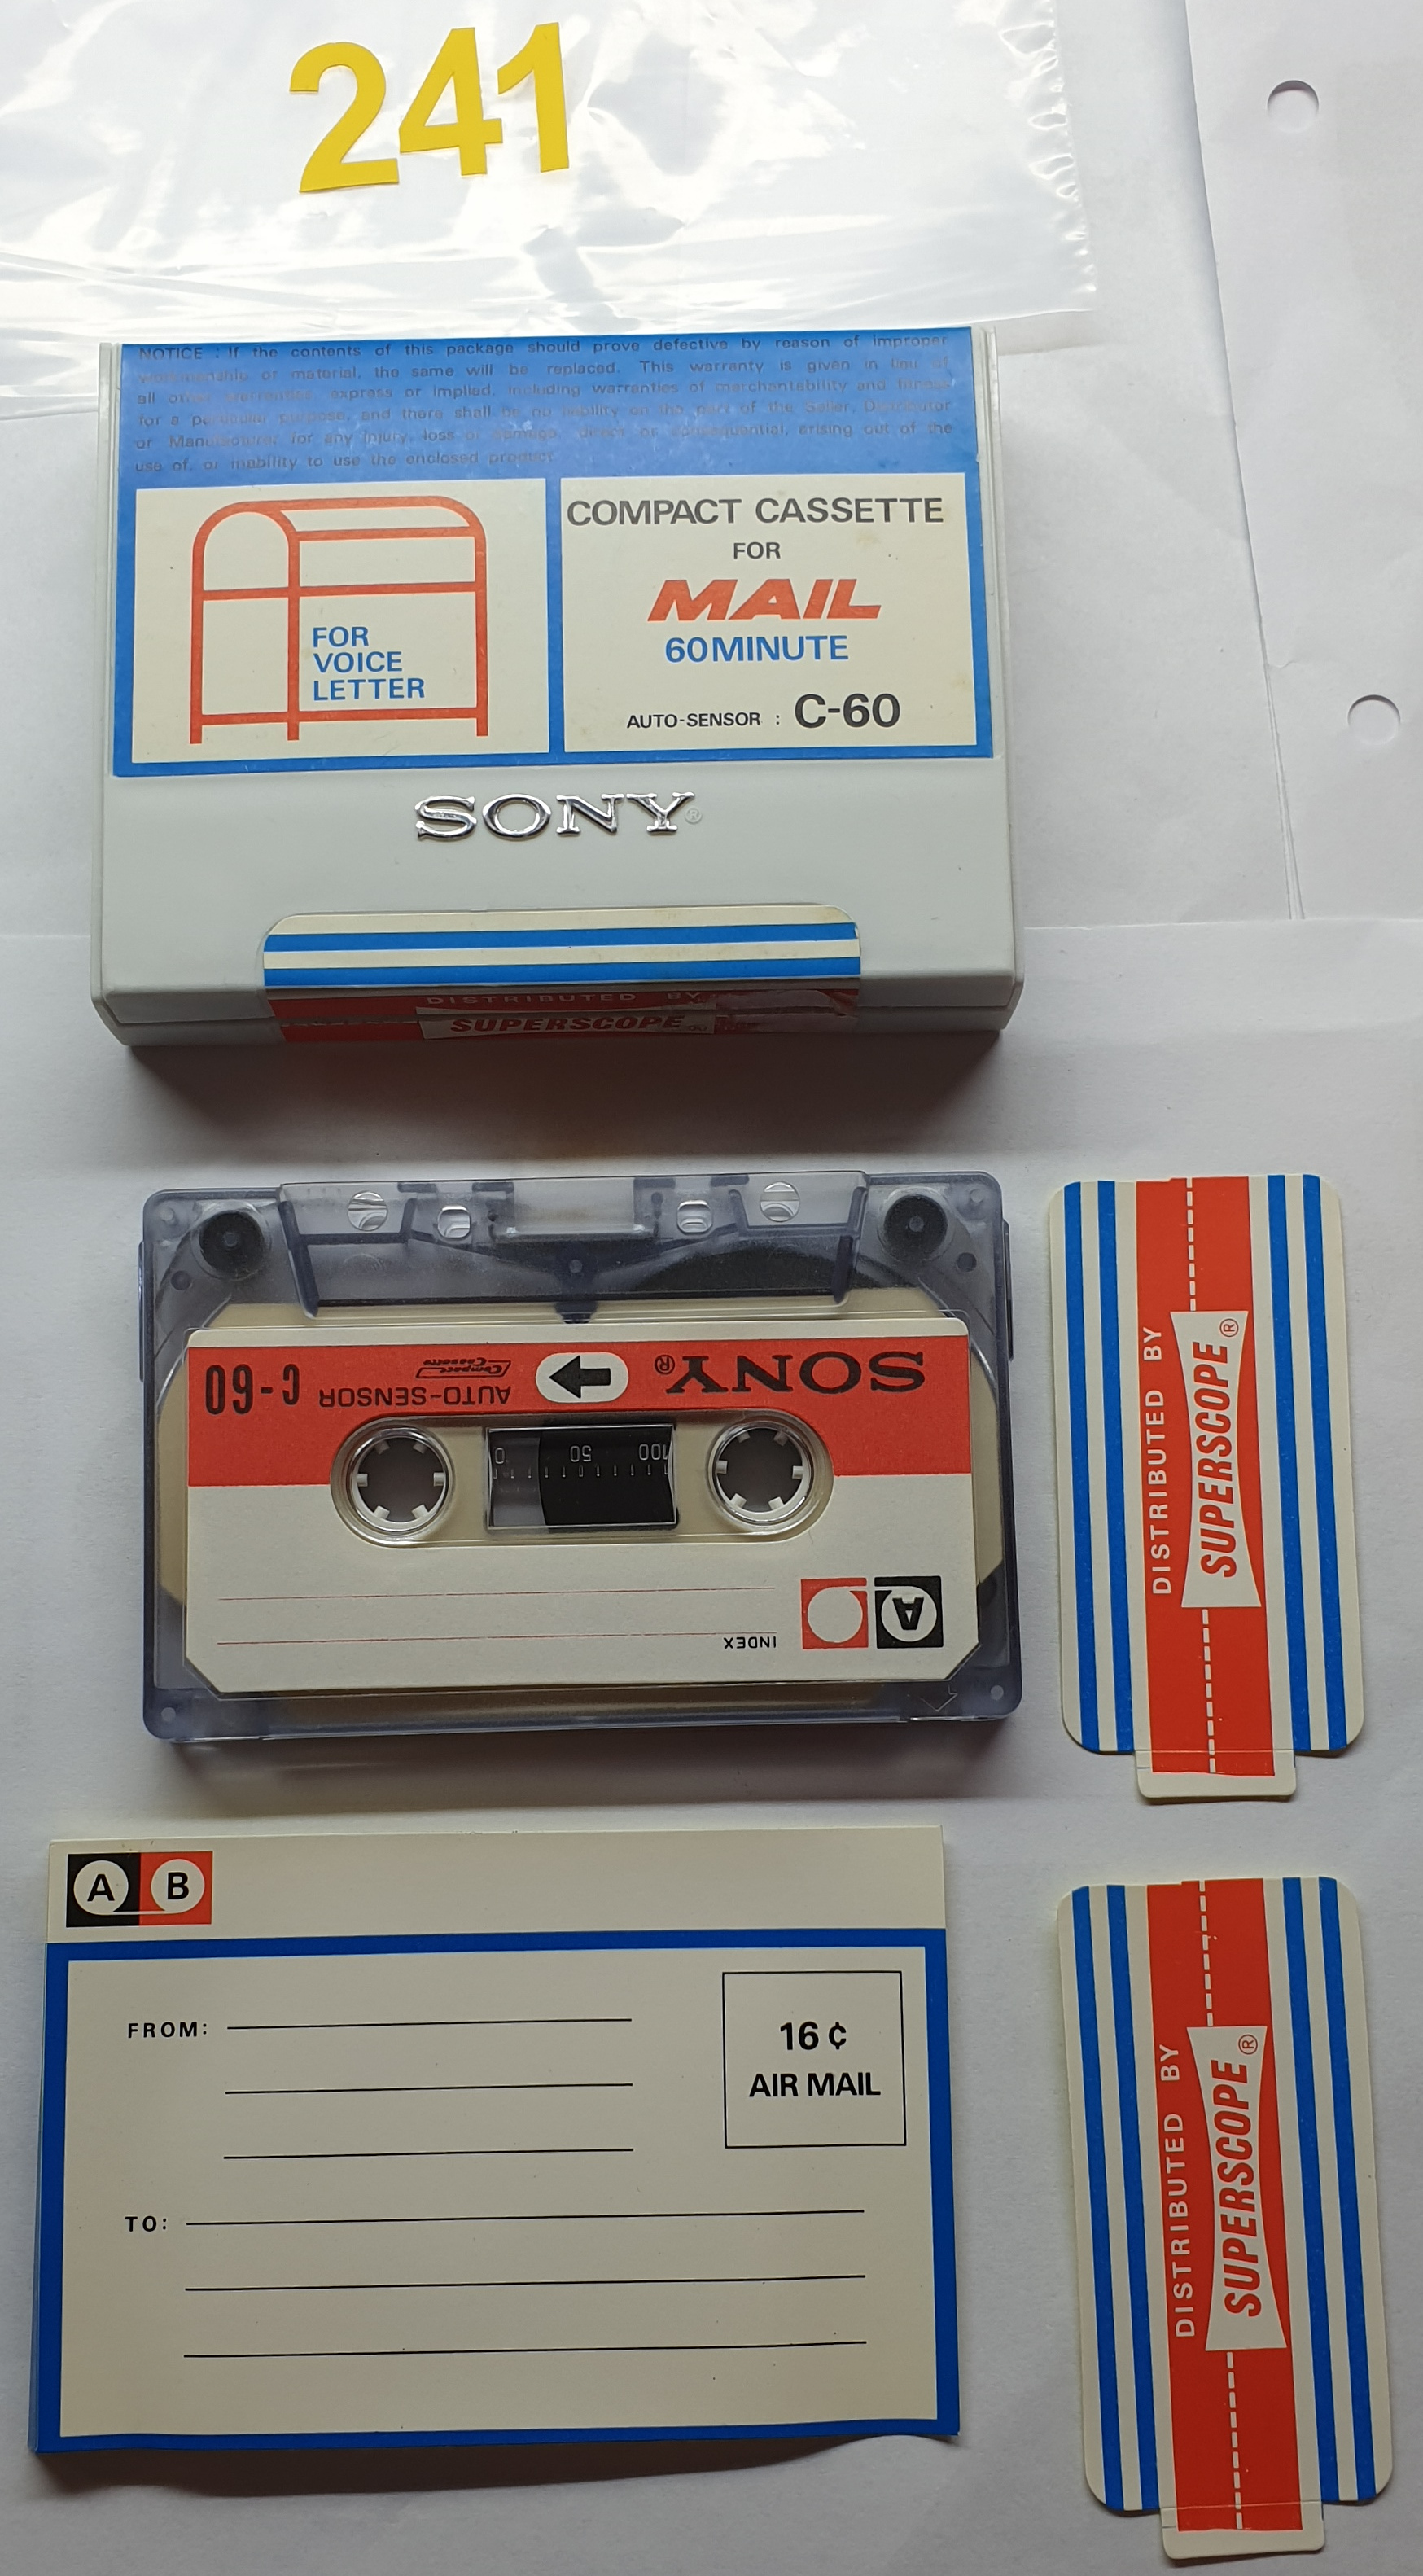 241
NOTICE : If the contents of this package should prove defective by reason of improper
workmanship or material, the same will be replaced. This warranty is given in lieu of
all other warranties, express or implied, including warranties of merchantability and fitness
for a particular purpose, and there shall be no liability on the part of the Seller, Distributor
or Manufacturer for any injury, loss or damage, direct or consequential, arising out of the
use of, or inability to use the enclosed product.
FOR
VOICE
LETTER
COMPACT CASSETTE
FOR
MAIL
60MINUTE
AUTO-SENSOR : C-60
SONY®
DISTRIBUTED BY
SUPERSCOPE®
SONY® AUTO-SENSOR C-60
Compact
Cassette
100 50 0
A
INDEX
DISTRIBUTED BY
SUPERSCOPE®
A B
FROM:
16¢
AIR MAIL
TO:
DISTRIBUTED BY
SUPERSCOPE®